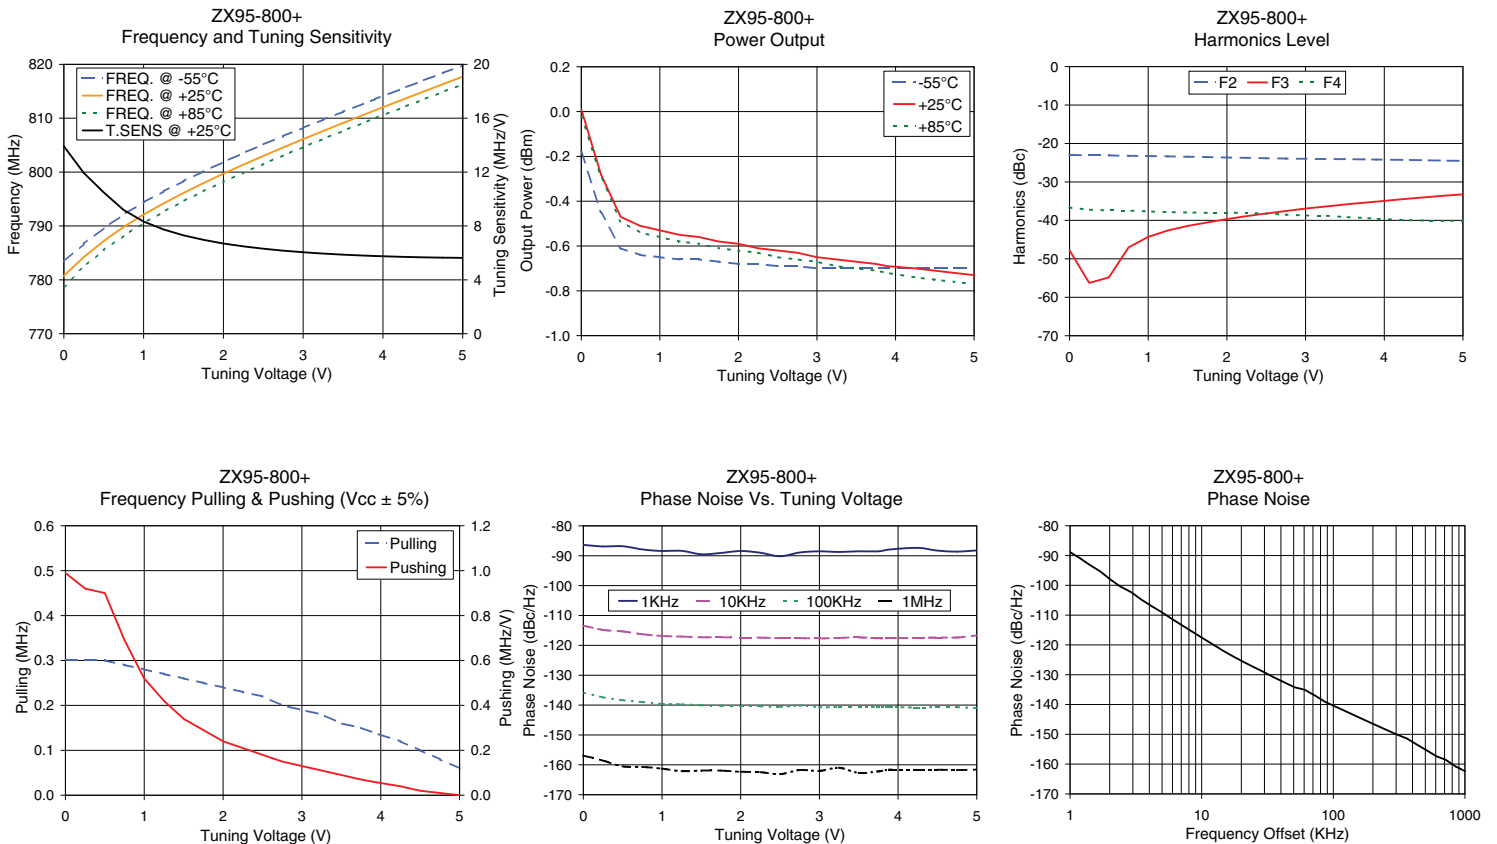 ZX95-800+
Frequency and Tuning Sensitivity
820
810
800
790
780
770
20
16
12
8
4
0
FREQ. @ -55°C
FREQ. @ +25°C
FREQ. @ +85°C
T.SENS @ +25°C
Frequency (MHz)
Tuning Sensitivity (MHz/V)
0 1 2 3 4 5
Tuning Voltage (V)
ZX95-800+
Power Output
0.2
0.0
-0.2
-0.4
-0.6
-0.8
-1.0
-55°C
+25°C
+85°C
Output Power (dBm)
0 1 2 3 4 5
Tuning Voltage (V)
ZX95-800+
Harmonics Level
0
-10
-20
-30
-40
-50
-60
-70
F2 F3 F4
Harmonics (dBc)
0 1 2 3 4 5
Tuning Voltage (V)
ZX95-800+
Frequency Pulling & Pushing (Vcc ± 5%)
0.6
0.5
0.4
0.3
0.2
0.1
0.0
1.2
1.0
0.8
0.6
0.4
0.2
0.0
Pulling
Pushing
Pulling (MHz)
Pushing (MHz/V)
0 1 2 3 4 5
Tuning Voltage (V)
ZX95-800+
Phase Noise Vs. Tuning Voltage
-80
-90
-100
-110
-120
-130
-140
-150
-160
-170
1KHz 10KHz 100KHz 1MHz
Phase Noise (dBc/Hz)
0 1 2 3 4 5
Tuning Voltage (V)
ZX95-800+
Phase Noise
-80
-90
-100
-110
-120
-130
-140
-150
-160
-170
Phase Noise (dBc/Hz)
1 10 100 1000
Frequency Offset (KHz)